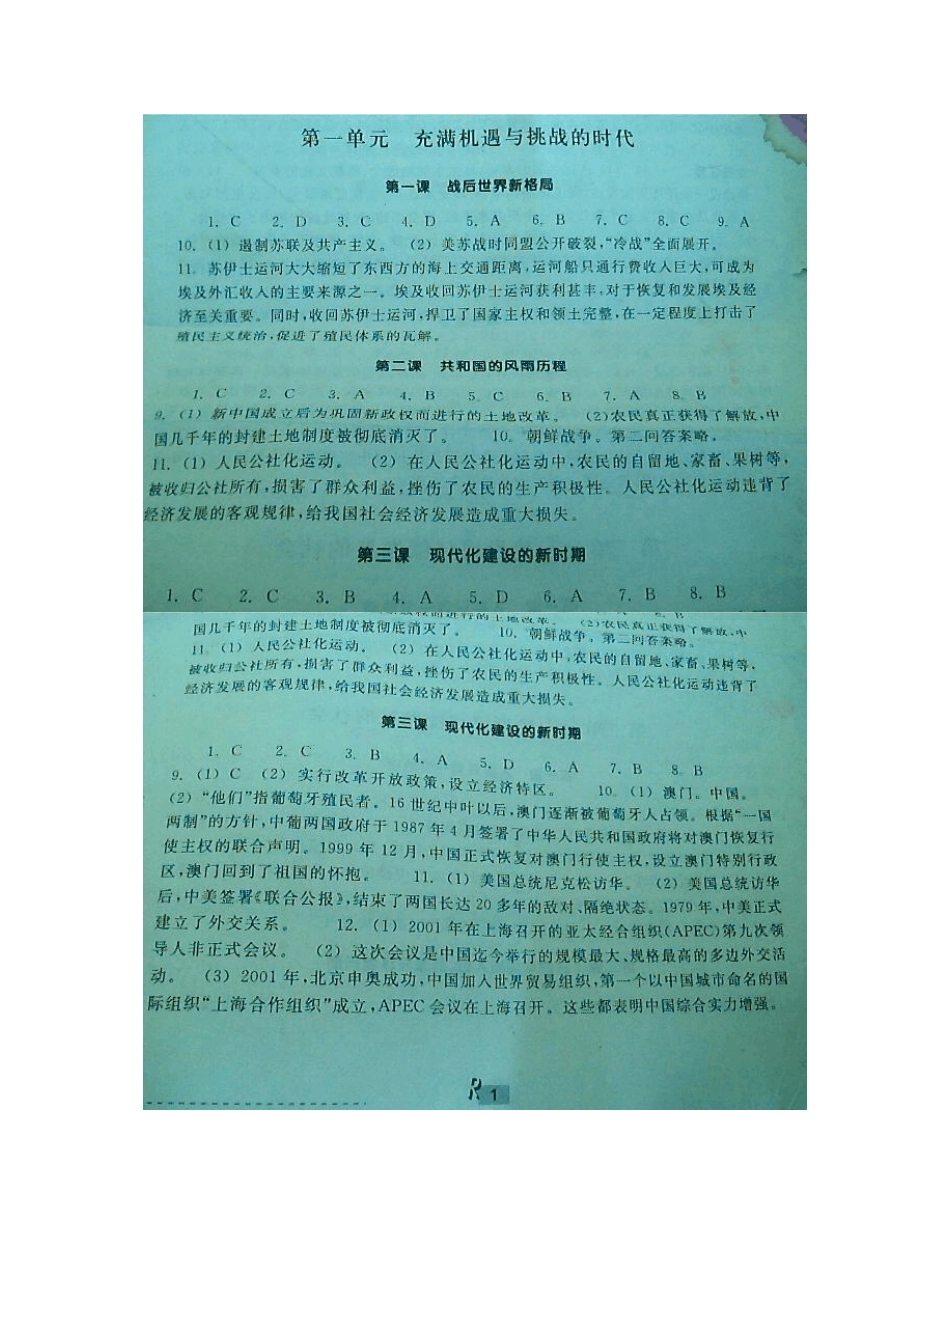 第一单元 充满机遇与挑战的时代
第一课 战后世界新格局
1. C 2. D 3. C 4. D 5. A 6. B 7. C 8. C 9. A
10. (1) 遏制苏联及共产主义。 (2) 美苏战时同盟公开破裂,“冷战”全面展开。
11. 苏伊士运河大大缩短了东西方的海上交通距离,运河船只通行费收入巨大,可成为
埃及外汇收入的主要来源之一。埃及收回苏伊士运河获利甚丰,对于恢复和发展埃及经
济至关重要。同时,收回苏伊士运河,捍卫了国家主权和领土完整,在一定程度上打击了
殖民主义统治,促进了殖民体系的瓦解。
第二课 共和国的风雨历程
1. C 2. C 3. A 4. B 5. C 6. B 7. A 8. B
9. (1) 新中国成立后为巩固新政权而进行的土地改革。 (2)农民真正获得了解放,中
国几千年的封建土地制度被彻底消灭了。 10. 朝鲜战争。第二问答案略。
11. (1) 人民公社化运动。 (2) 在人民公社化运动中,农民的自留地、家畜、果树等,
被收归公社所有,损害了群众利益,挫伤了农民的生产积极性。人民公社化运动违背了
经济发展的客观规律,给我国社会经济发展造成重大损失。
第三课 现代化建设的新时期
1. C 2. C 3. B 4. A 5. D 6. A 7. B 8. B
国几千年的封建土地制度被彻底消灭了。 10. 朝鲜战争。第二问答案略。
11. (1) 人民公社化运动。 (2) 在人民公社化运动中,农民的自留地、家畜、果树等,
被收归公社所有,损害了群众利益,挫伤了农民的生产积极性。人民公社化运动违背了
经济发展的客观规律,给我国社会经济发展造成重大损失。
第三课 现代化建设的新时期
1. C 2. C 3. B 4. A 5. D 6. A 7. B 8. B
9. (1) C (2) 实行改革开放政策,设立经济特区。 10. (1) 澳门。中国。
(2) “他们”指葡萄牙殖民者。16 世纪中叶以后,澳门逐渐被葡萄牙人占领。根据“一国
两制”的方针,中葡两国政府于 1987 年 4 月签署了中华人民共和国政府将对澳门恢复行
使主权的联合声明。1999 年 12 月,中国正式恢复对澳门行使主权,设立澳门特别行政
区,澳门回到了祖国的怀抱。 11. (1) 美国总统尼克松访华。 (2) 美国总统访华
后,中美签署《联合公报》,结束了两国长达 20 多年的敌对、隔绝状态。1979 年,中美正式
建立了外交关系。 12. (1) 2001 年在上海召开的亚太经合组织(APEC)第九次领
导人非正式会议。 (2) 这次会议是中国迄今举行的规模最大、规格最高的多边外交活
动。 (3) 2001 年,北京申奥成功,中国加入世界贸易组织,第一个以中国城市命名的国
际组织“上海合作组织”成立,APEC 会议在上海召开。这些都表明中国综合实力增强。
R 1